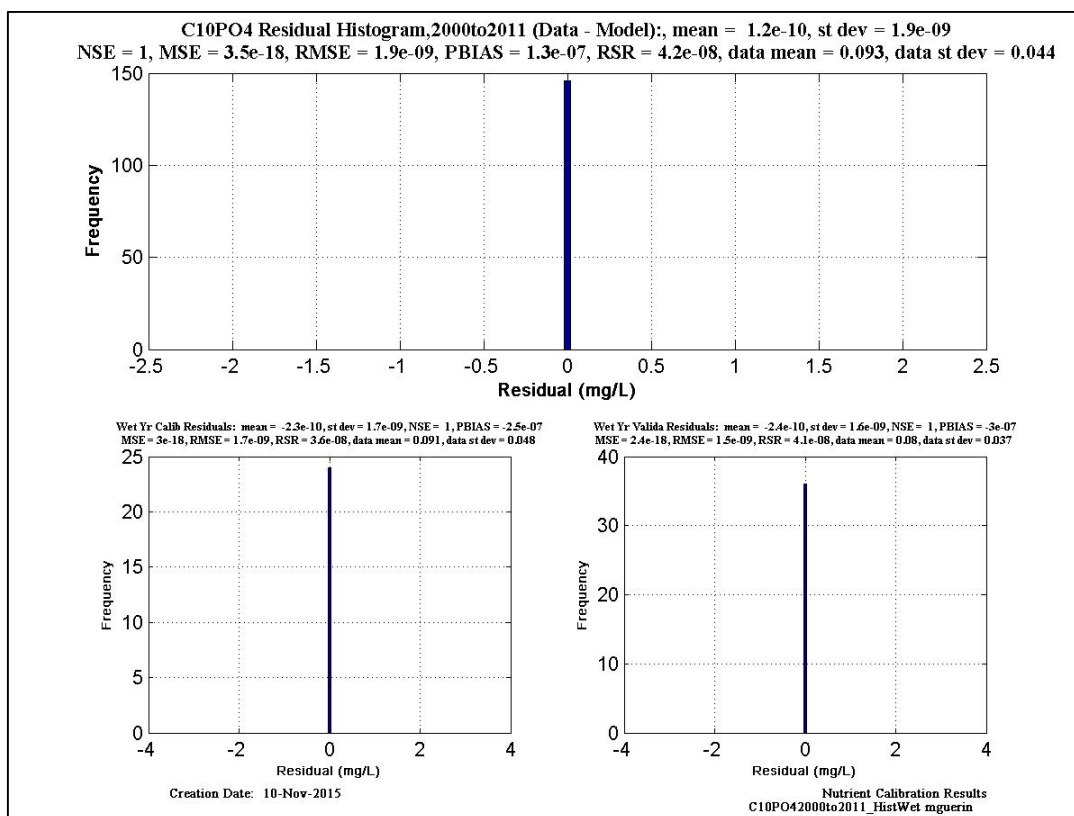 C10PO4 Residual Histogram,2000to2011 (Data - Model):, mean = 1.2e-10, st dev = 1.9e-09
NSE = 1, MSE = 3.5e-18, RMSE = 1.9e-09, PBIAS = 1.3e-07, RSR = 4.2e-08, data mean = 0.093, data st dev = 0.044
150
100
50
0
Frequency
-2.5 -2 -1.5 -1 -0.5 0 0.5 1 1.5 2 2.5
Residual (mg/L)
Wet Yr Calib Residuals: mean = -2.3e-10, st dev = 1.7e-09, NSE = 1, PBIAS = -2.5e-07
MSE = 3e-18, RMSE = 1.7e-09, RSR = 3.6e-08, data mean = 0.091, data st dev = 0.048
25
20
15
10
5
0
Frequency
-4 -2 0 2 4
Residual (mg/L)
Wet Yr Valida Residuals: mean = -2.4e-10, st dev = 1.6e-09, NSE = 1, PBIAS = -3e-07
MSE = 2.4e-18, RMSE = 1.5e-09, RSR = 4.1e-08, data mean = 0.08, data st dev = 0.037
40
30
20
10
0
Frequency
-4 -2 0 2 4
Residual (mg/L)
Creation Date: 10-Nov-2015
Nutrient Calibration Results
C10PO42000to2011_HistWet mguerin